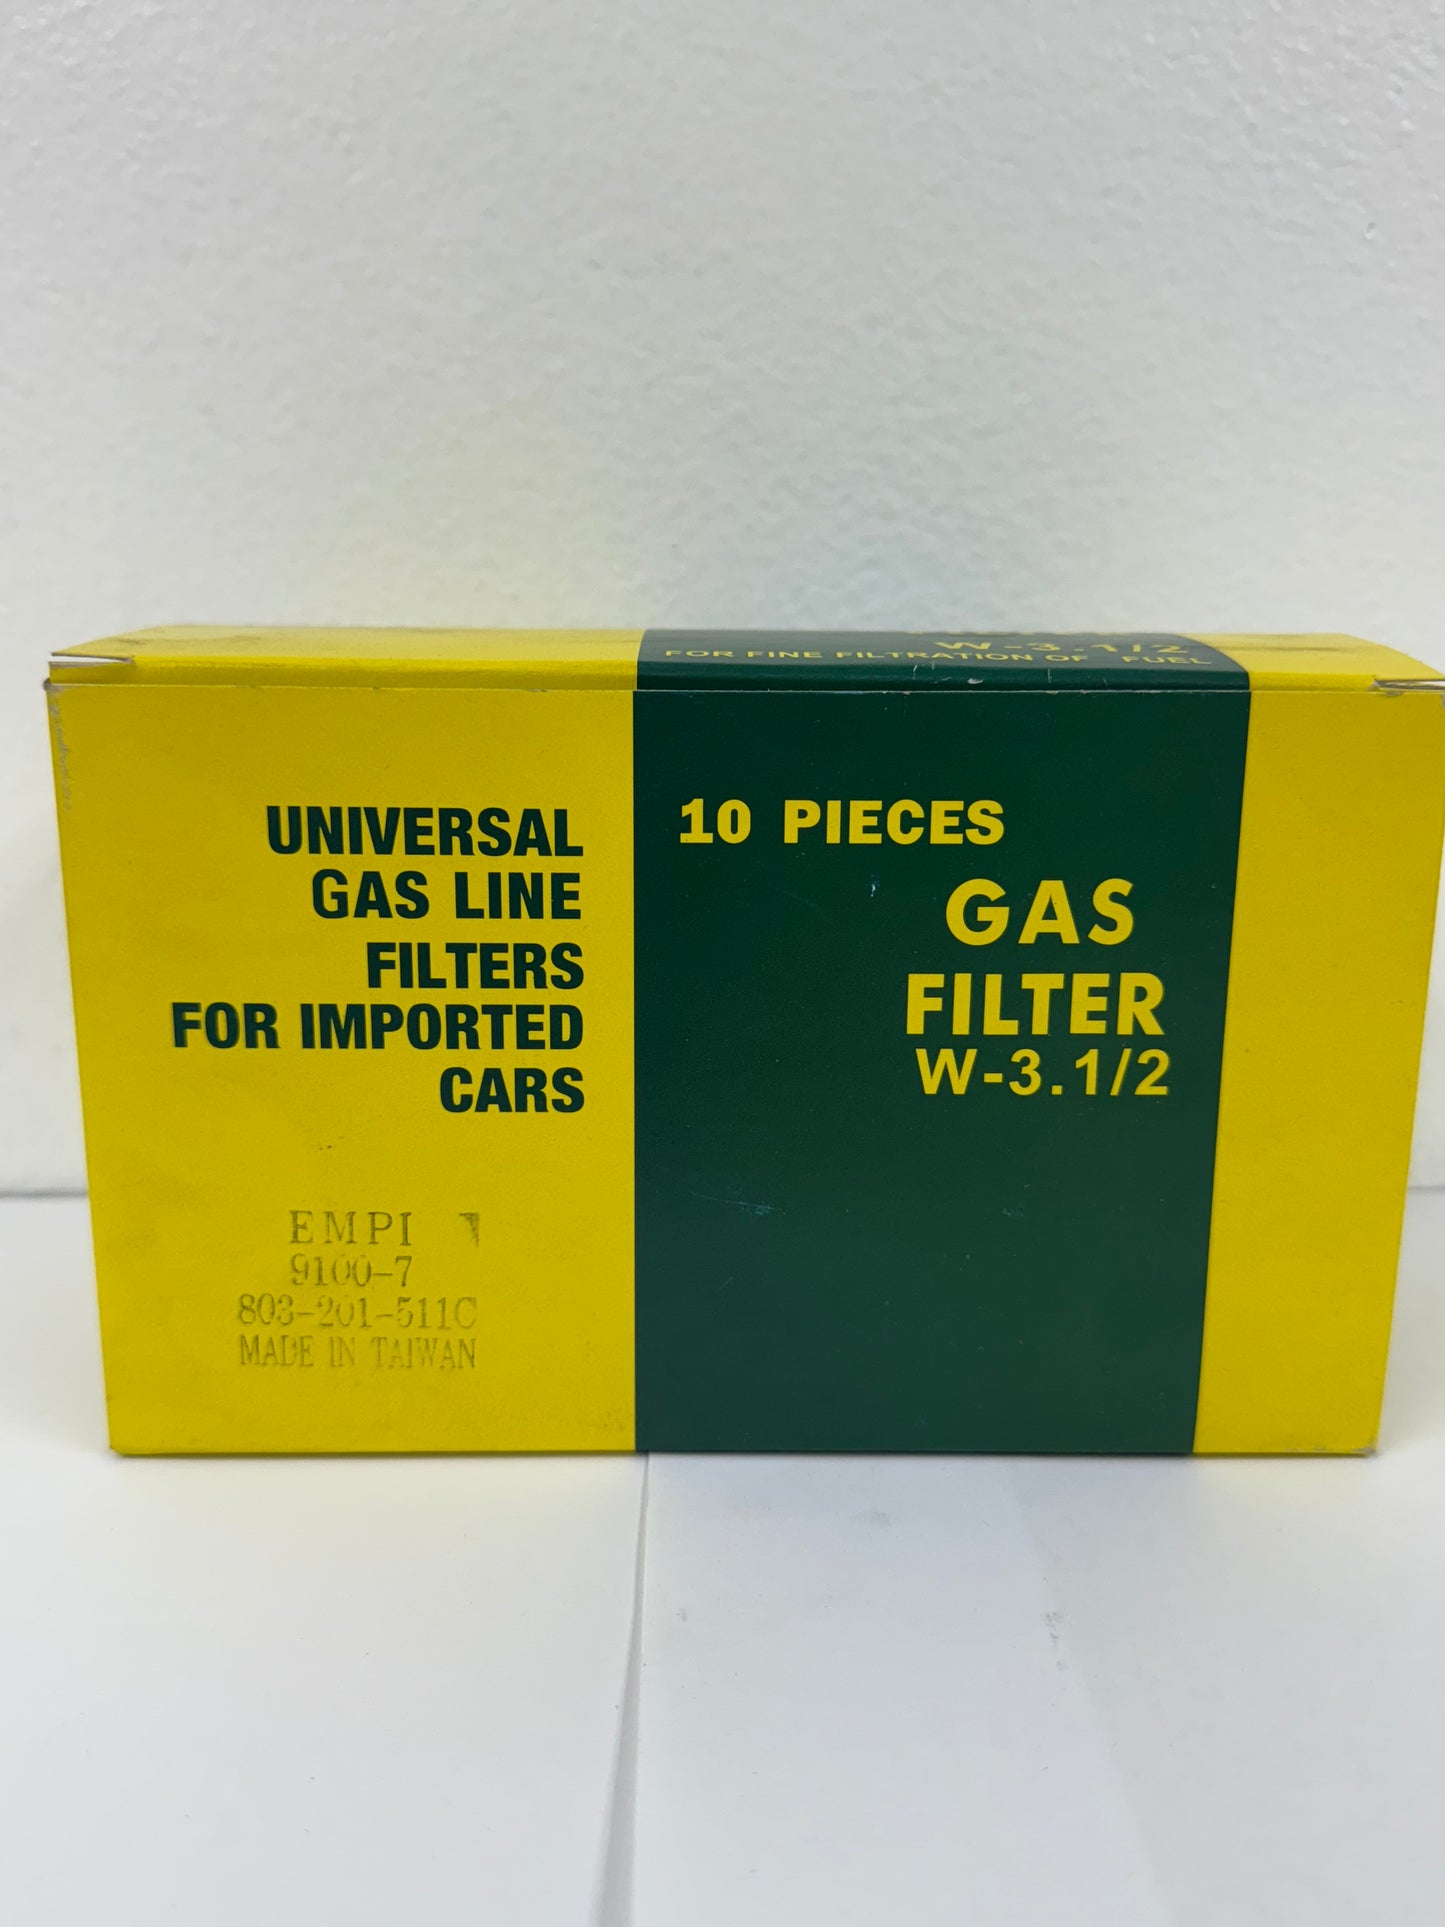 W-3.1/2
FOR FINE FILTRATION OF FUEL
UNIVERSAL
GAS LINE
FILTERS
FOR IMPORTED
CARS
10 PIECES
GAS
FILTER
W-3.1/2
EMPI
9100-7
803-201-511C
MADE IN TAIWAN